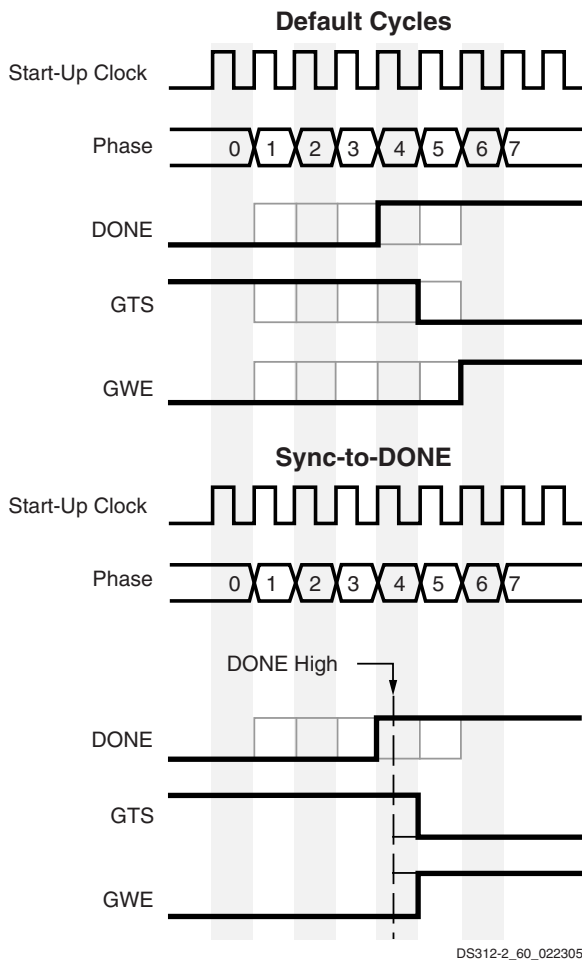 Default Cycles
Start-Up Clock
Phase 0 1 2 3 4 5 6 7
DONE
GTS
GWE
Sync-to-DONE
Start-Up Clock
Phase 0 1 2 3 4 5 6 7
DONE High
DONE
GTS
GWE
DS312-2_60_022305